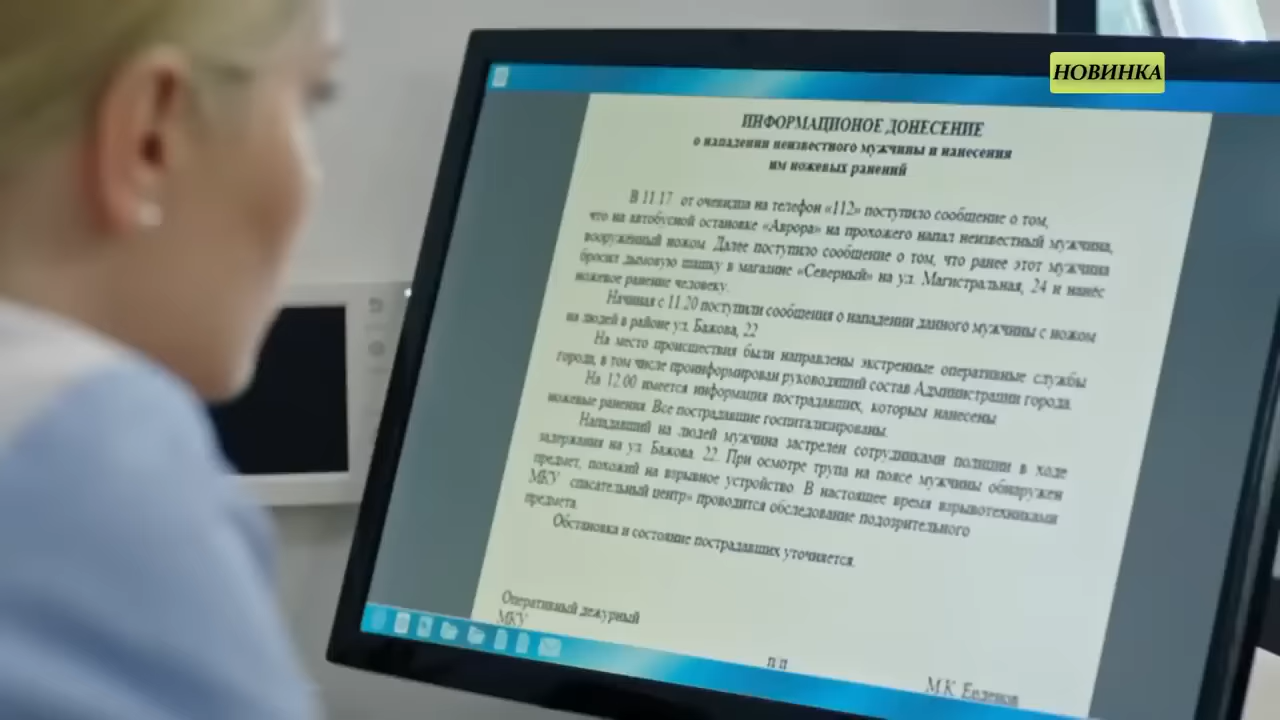 НОВИНКА
ИНФОРМАЦИОНОЕ ДОНЕСЕНИЕ
о нападении неизвестного мужчины и нанесения
им ножевых ранений
В 11.17 от очевидца на телефон «112» поступило сообщение о том,
что на автобусной остановке «Аврора» на прохожего напал неизвестный мужчина,
вооруженный ножом. Далее поступило сообщение о том, что ранее этот мужчина
бросил дымовую шашку в магазине «Северный» на ул. Магистральная, 24 и нанес
ножевое ранение человеку.
Начиная с 11.20 поступили сообщения о нападении данного мужчины с ножом
на людей в районе ул. Бажова, 22
На место происшествия были направлены экстренные оперативные службы
города, в том числе проинформирован руководящий состав Администрации города.
На 12.00 имеется информация пострадавших, которым нанесены
ножевые ранения. Все пострадавшие госпитализированы.
Нападавший на людей мужчина застрелен сотрудниками полиции в ходе
задержания на ул. Бажова, 22. При осмотре трупа на поясе мужчины обнаружен
предмет, похожий на взрывное устройство. В настоящее время взрывотехниками
МКУ спасательный центр» проводится обследование подозрительного
предмета.
Обстановка и состояние пострадавших уточняется.
Оперативный дежурный
МКУ
п/п
М.К.